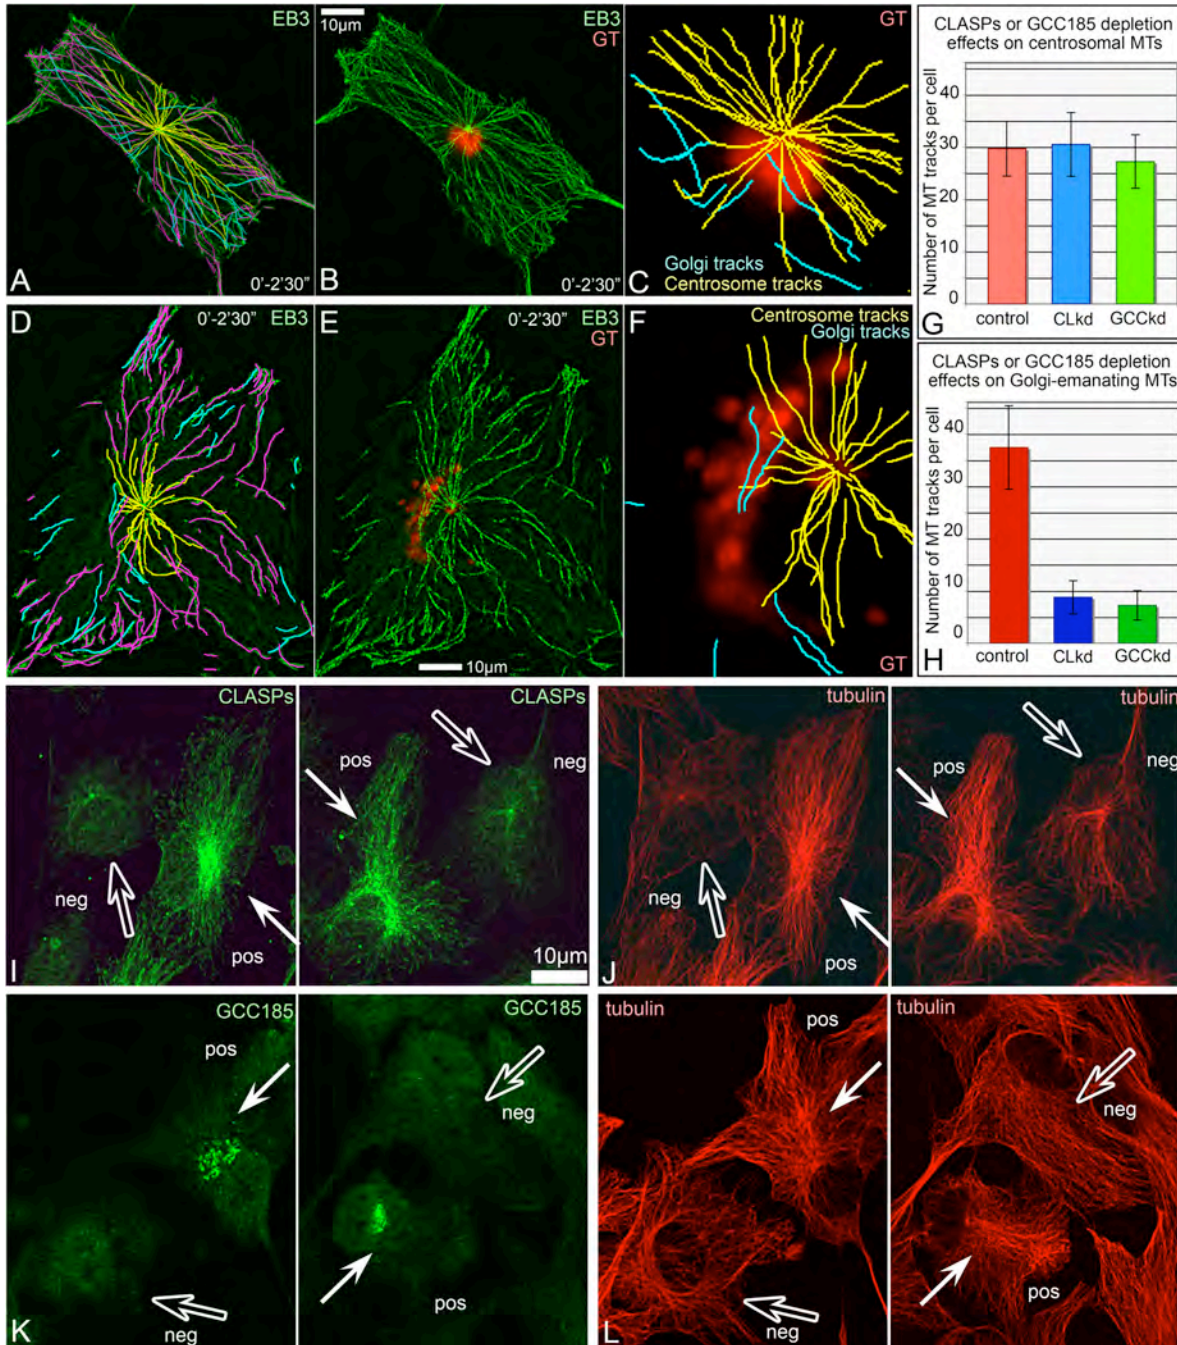 EB3
A
0'-2'30"
10µm
EB3
GT
B
0'-2'30"
GT
Golgi tracks
Centrosome tracks
C
CLASPs or GCC185 depletion
effects on centrosomal MTs
Number of MT tracks per cell
40
30
20
10
0
control CLkd GCCkd
G
0'-2'30" EB3
D
0'-2'30" EB3
GT
10µm
E
Centrosome tracks
Golgi tracks
F
GT
CLASPs or GCC185 depletion
effects on Golgi-emanating MTs
Number of MT tracks per cell
40
30
20
10
0
control CLkd GCCkd
H
CLASPs
neg
pos
I
pos
neg
10µm
tubulin
neg
pos
J
tubulin
pos
neg
GCC185
pos
neg
K
GCC185
neg
pos
tubulin
pos
neg
L
tubulin
neg
pos